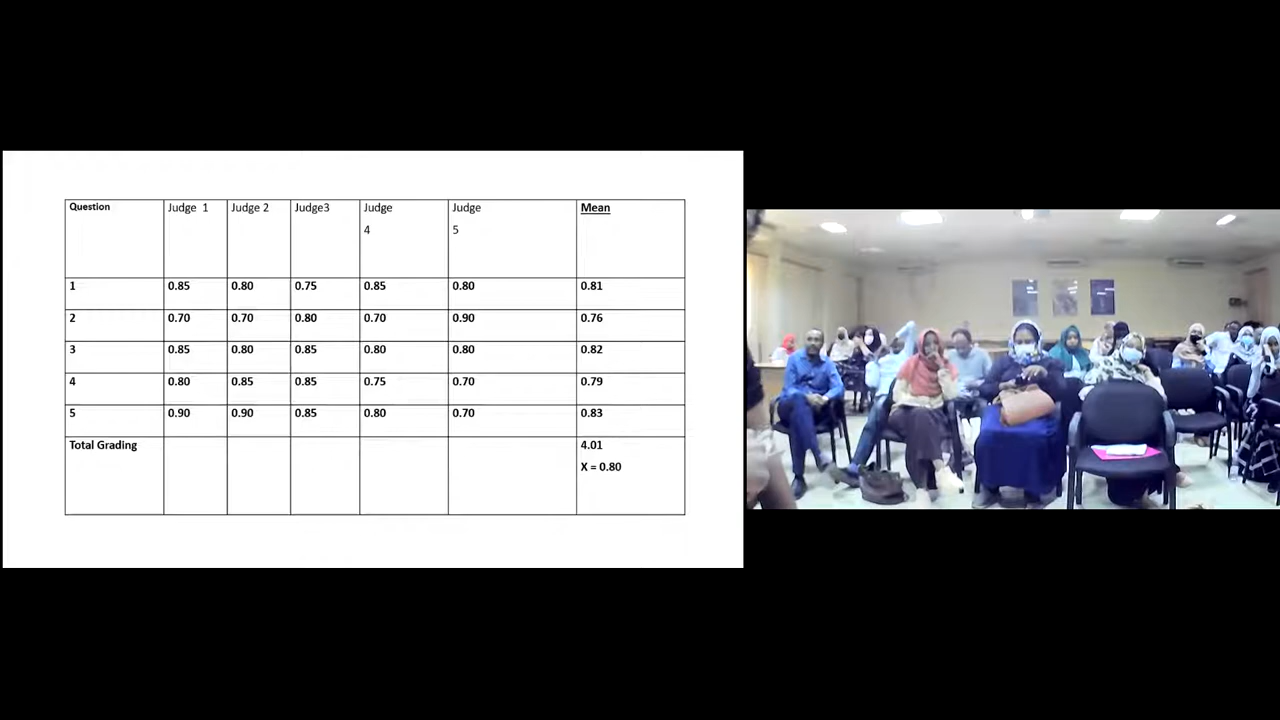 Question Judge 1 Judge 2 Judge3 Judge 4 Judge 5 Mean
1 0.85 0.80 0.75 0.85 0.80 0.81
2 0.70 0.70 0.80 0.70 0.90 0.76
3 0.85 0.80 0.85 0.80 0.80 0.82
4 0.80 0.85 0.85 0.75 0.70 0.79
5 0.90 0.90 0.85 0.80 0.70 0.83
Total Grading 4.01
X = 0.80